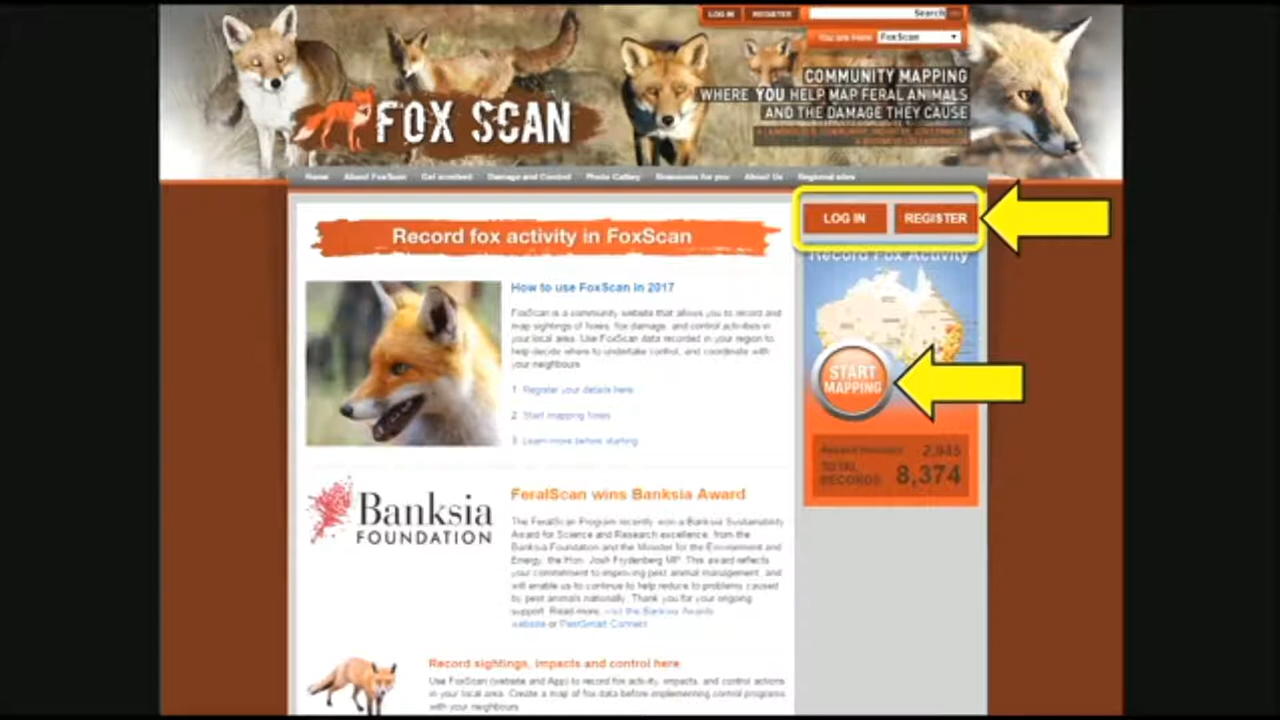 LOG IN REGISTER Search
You are Here: FoxScan
COMMUNITY MAPPING
WHERE YOU HELP MAP FERAL ANIMALS
AND THE DAMAGE THEY CAUSE
FOX SCAN
Home About FoxScan Get involved Damage and Control Photo Gallery Resources for you About Us Regional sites
LOG IN REGISTER
Record fox activity in FoxScan
Record Fox Activity
How to use FoxScan in 2017
FoxScan is a community website that allows you to record and
map sightings of foxes, fox damage, and control activities in
your local area. Use FoxScan data recorded in your region to
help decide where to undertake control, and coordinate with
your neighbours
1 Register your details here
2 Start mapping foxes
3 Learn more before starting
START
MAPPING
2,945
TOTAL
RECORDS 8,374
Banksia
FOUNDATION
FeralScan wins Banksia Award
The FeralScan Program recently won a Banksia Sustainability
Award for Science and Research excellence, from the
Banksia Foundation and the Minister for the Environment and
Energy, the Hon. Josh Frydenberg MP. This award reflects
your commitment to improving pest animal management, and
will enable us to continue to help reduce to problems caused
by pest animals nationally. Thank you for your ongoing
support. Read more, visit the Banksia Awards
website or PestSmart Connect
Record sightings, impacts and control here
Use FoxScan (website and App) to record fox activity, impacts, and control actions
in your local area. Create a map of fox data before implementing control programs
with your neighbours